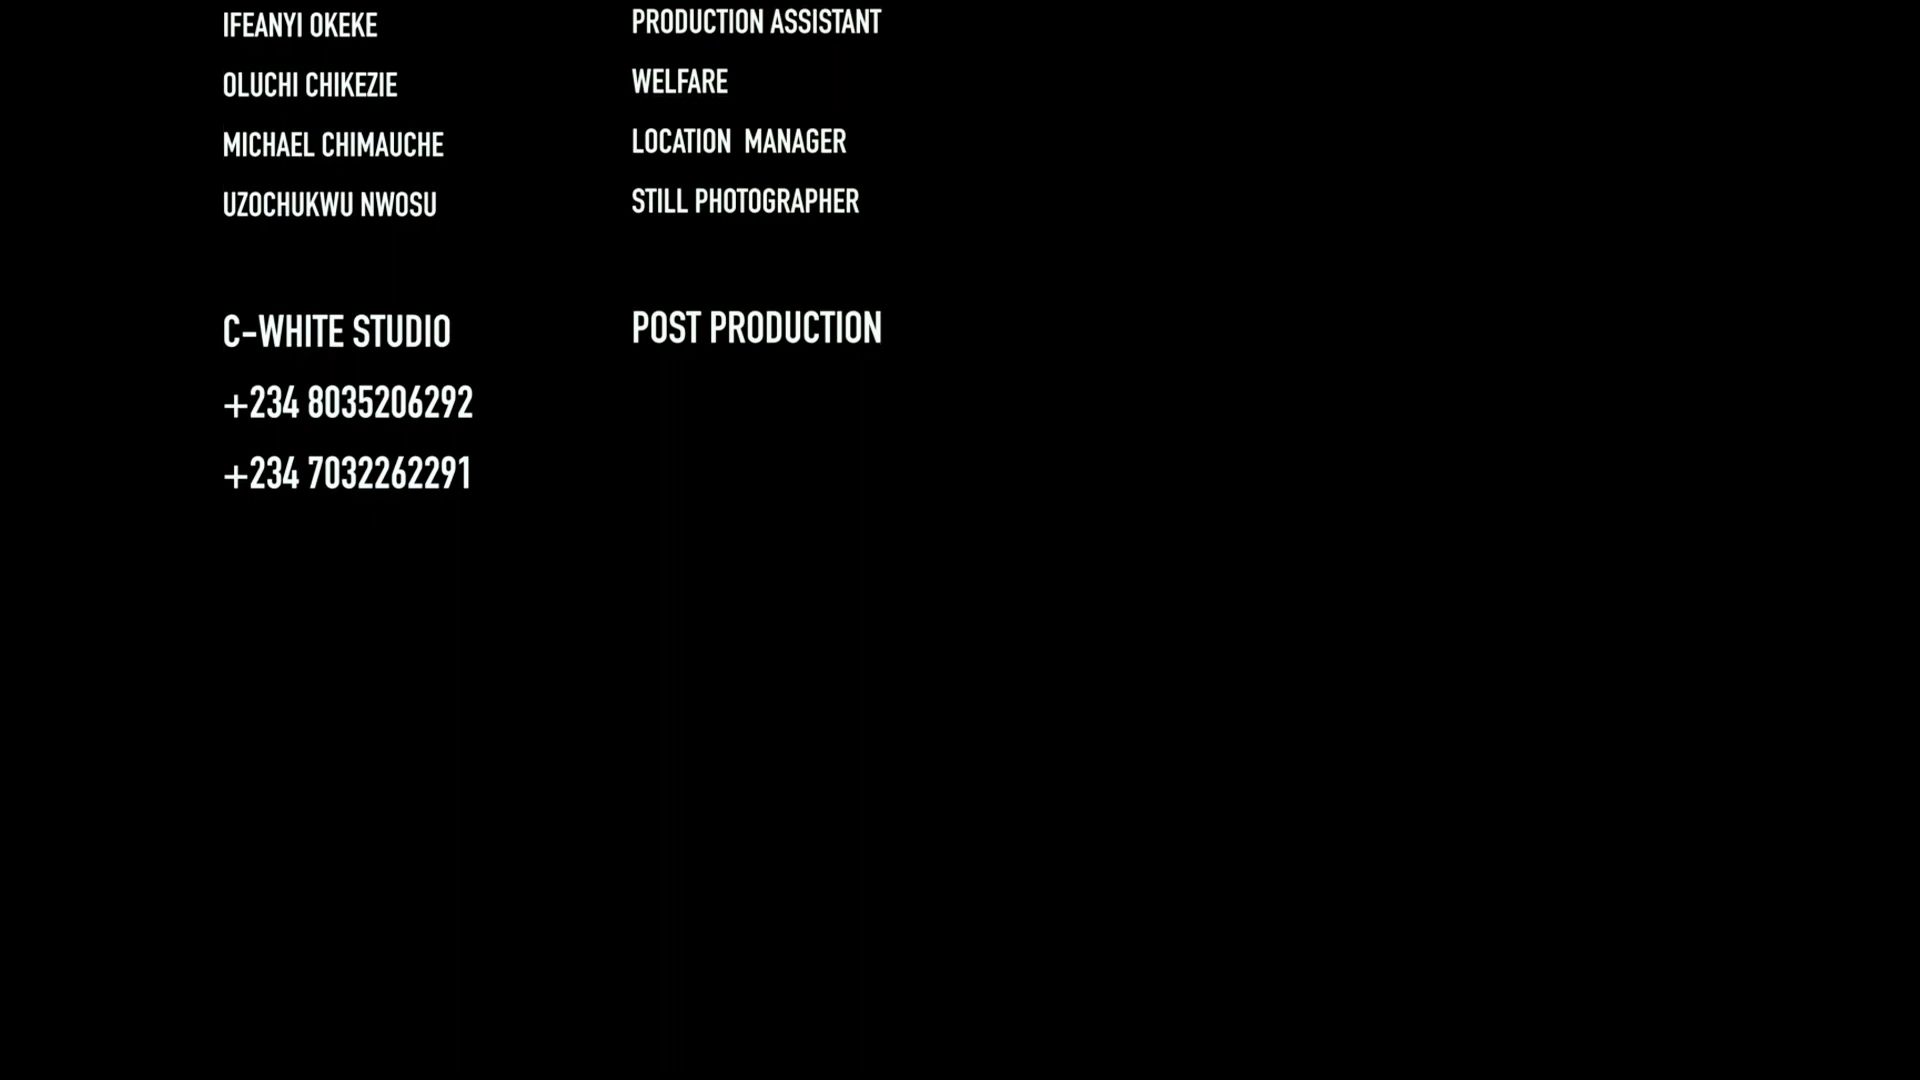 IFEANYI OKEKE PRODUCTION ASSISTANT
OLUCHI CHIKEZIE WELFARE
MICHAEL CHIMAUCHE LOCATION MANAGER
UZOCHUKWU NWOSU STILL PHOTOGRAPHER
C-WHITE STUDIO POST PRODUCTION
+234 8035206292
+234 7032262291